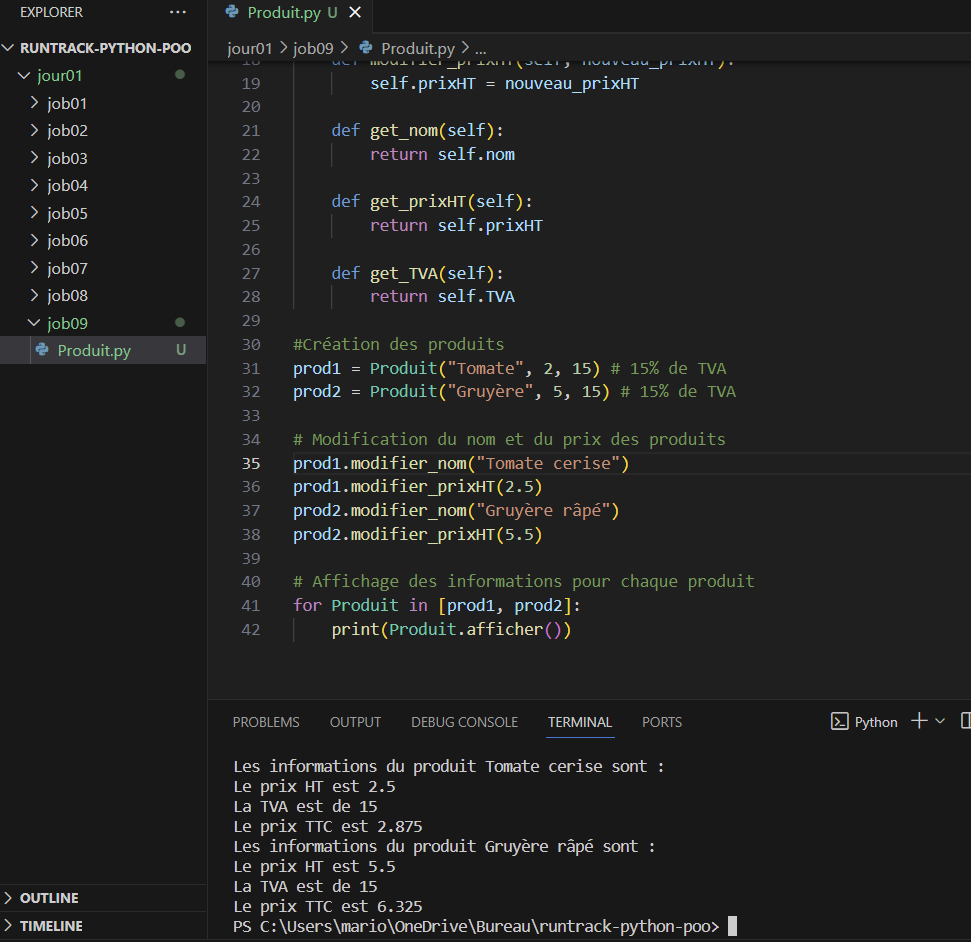 EXPLORER ...
Produit.py U ×
RUNTRACK-PYTHON-POO
jour01
job01
job02
job03
job04
job05
job06
job07
job08
job09
Produit.py U
OUTLINE
TIMELINE
jour01 > job09 > Produit.py > ...
18 def modifier_prixHT(self, nouveau_prixHT):
19 self.prixHT = nouveau_prixHT
20
21 def get_nom(self):
22 return self.nom
23
24 def get_prixHT(self):
25 return self.prixHT
26
27 def get_TVA(self):
28 return self.TVA
29
30 #Création des produits
31 prod1 = Produit("Tomate", 2, 15) # 15% de TVA
32 prod2 = Produit("Gruyère", 5, 15) # 15% de TVA
33
34 # Modification du nom et du prix des produits
35 prod1.modifier_nom("Tomate cerise")
36 prod1.modifier_prixHT(2.5)
37 prod2.modifier_nom("Gruyère râpé")
38 prod2.modifier_prixHT(5.5)
39
40 # Affichage des informations pour chaque produit
41 for Produit in [prod1, prod2]:
42 print(Produit.afficher())
PROBLEMS OUTPUT DEBUG CONSOLE TERMINAL PORTS Python
Les informations du produit Tomate cerise sont :
Le prix HT est 2.5
La TVA est de 15
Le prix TTC est 2.875
Les informations du produit Gruyère râpé sont :
Le prix HT est 5.5
La TVA est de 15
Le prix TTC est 6.325
PS C:\Users\mario\OneDrive\Bureau\runtrack-python-poo>